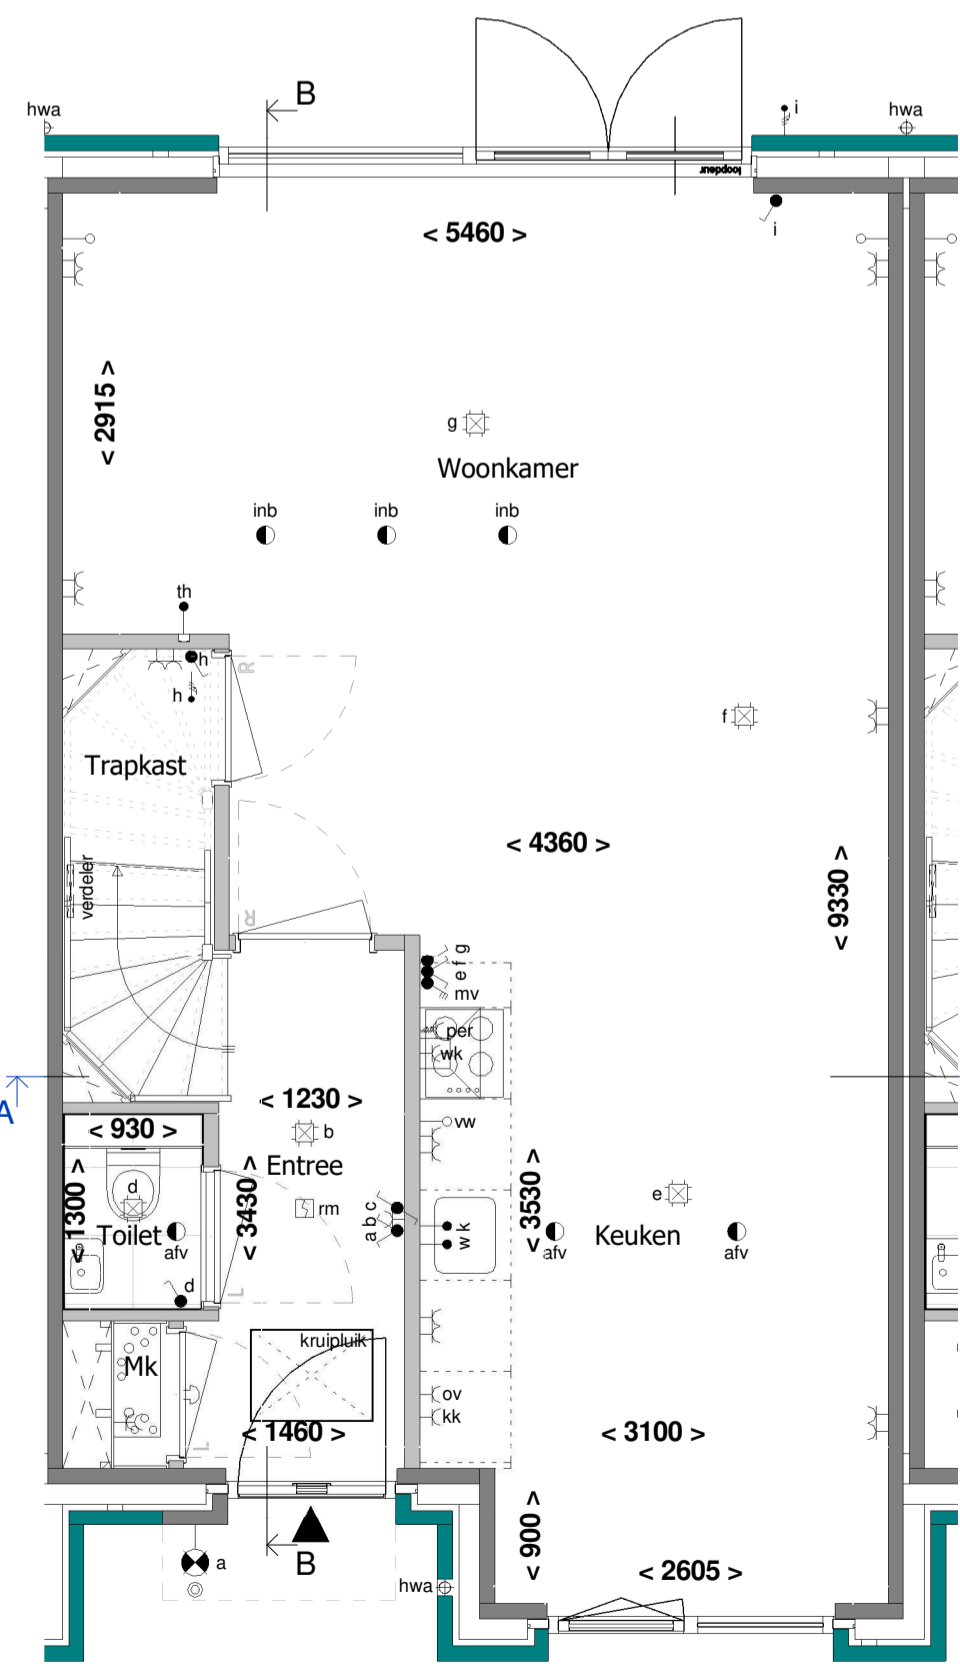 B
hwa
i
hwa
loopdeur
< 5460 >
i
< 2915 >
g
Woonkamer
inb
inb
inb
th
h
R
h
f
Trapkast
< 4360 >
verdeler
< 9330 >
R
g
f
e
mv
per
wk
A
< 1230 >
< 930 >
b
vw
Entree
< 1300 >
d
< 3430 >
rm
a b c
< 3530 >
e
Toilet
afv
w k
afv
Keuken
afv
d
L
kruipluik
Mk
ov
kk
< 1460 >
< 3100 >
L
< 900 >
a
B
< 2605 >
hwa